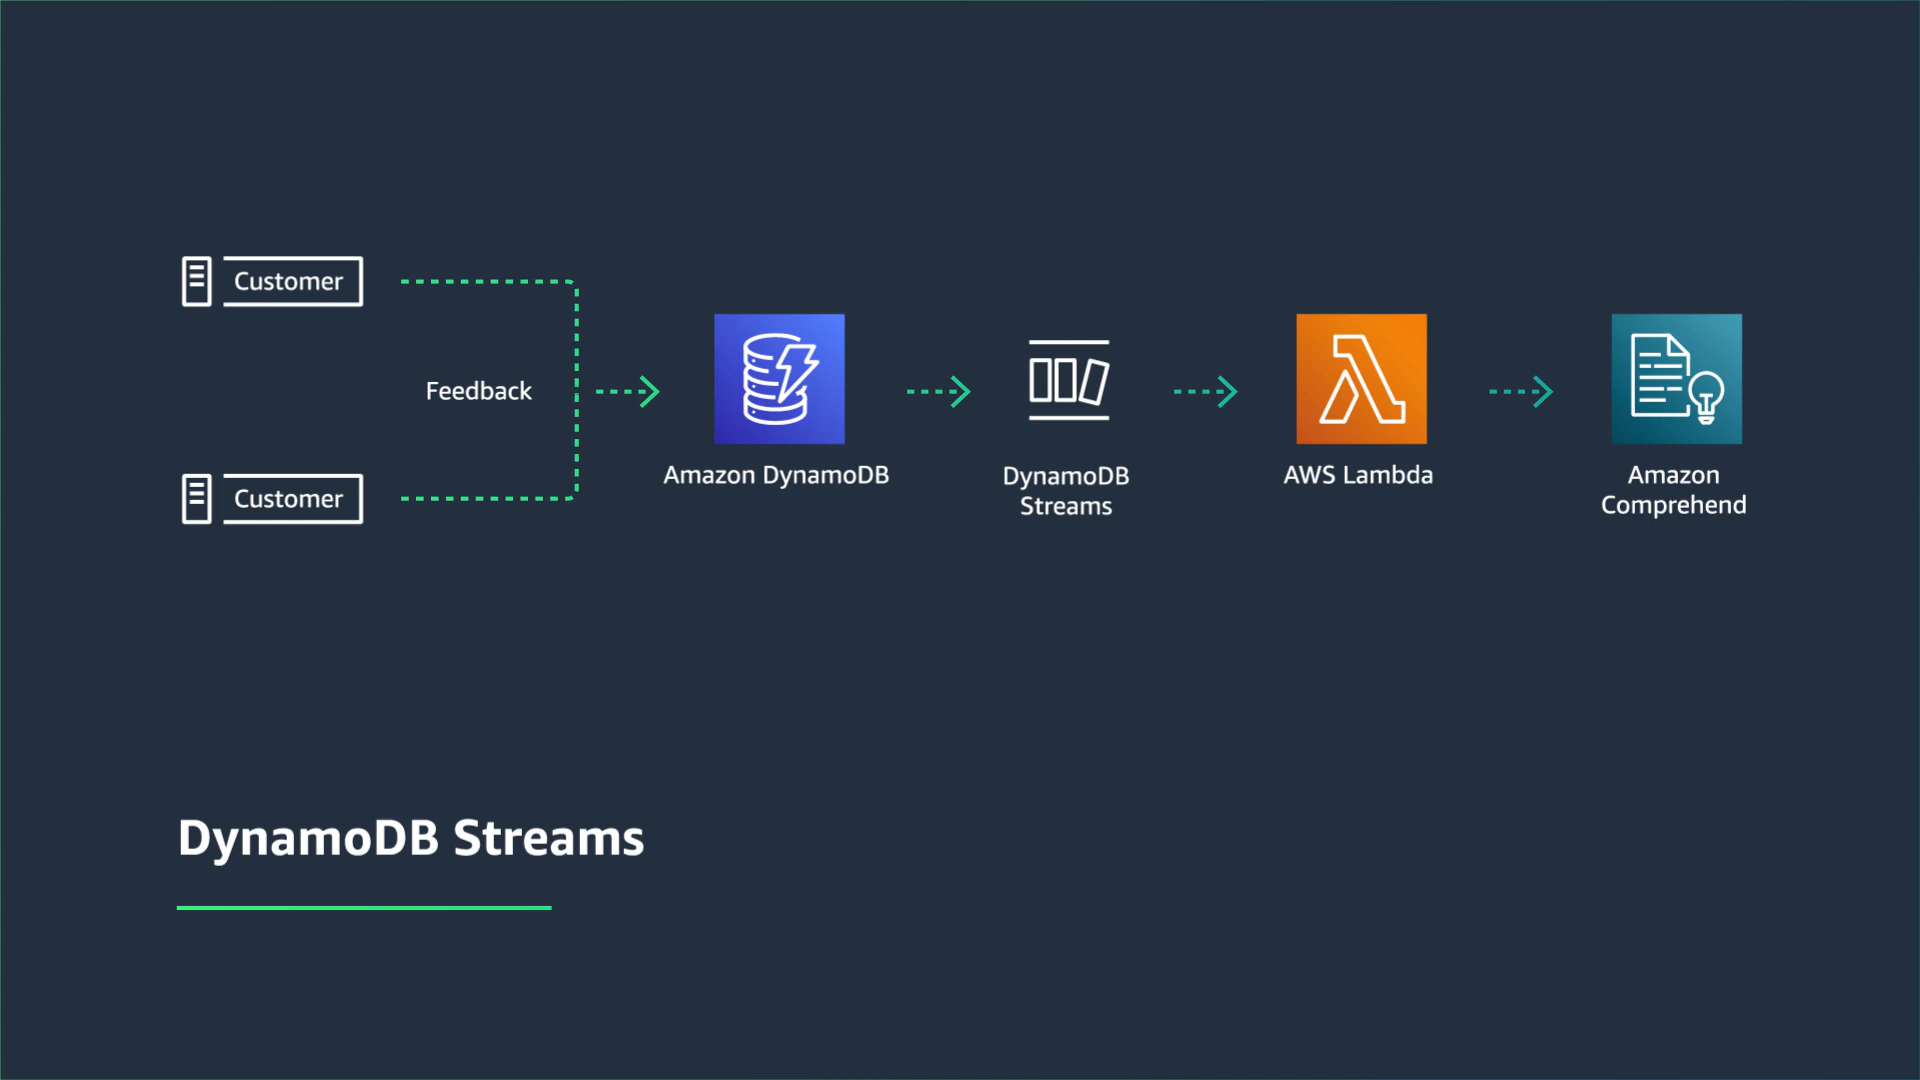 Customer
Feedback
Customer
Amazon DynamoDB
DynamoDB
Streams
AWS Lambda
Amazon
Comprehend
DynamoDB Streams